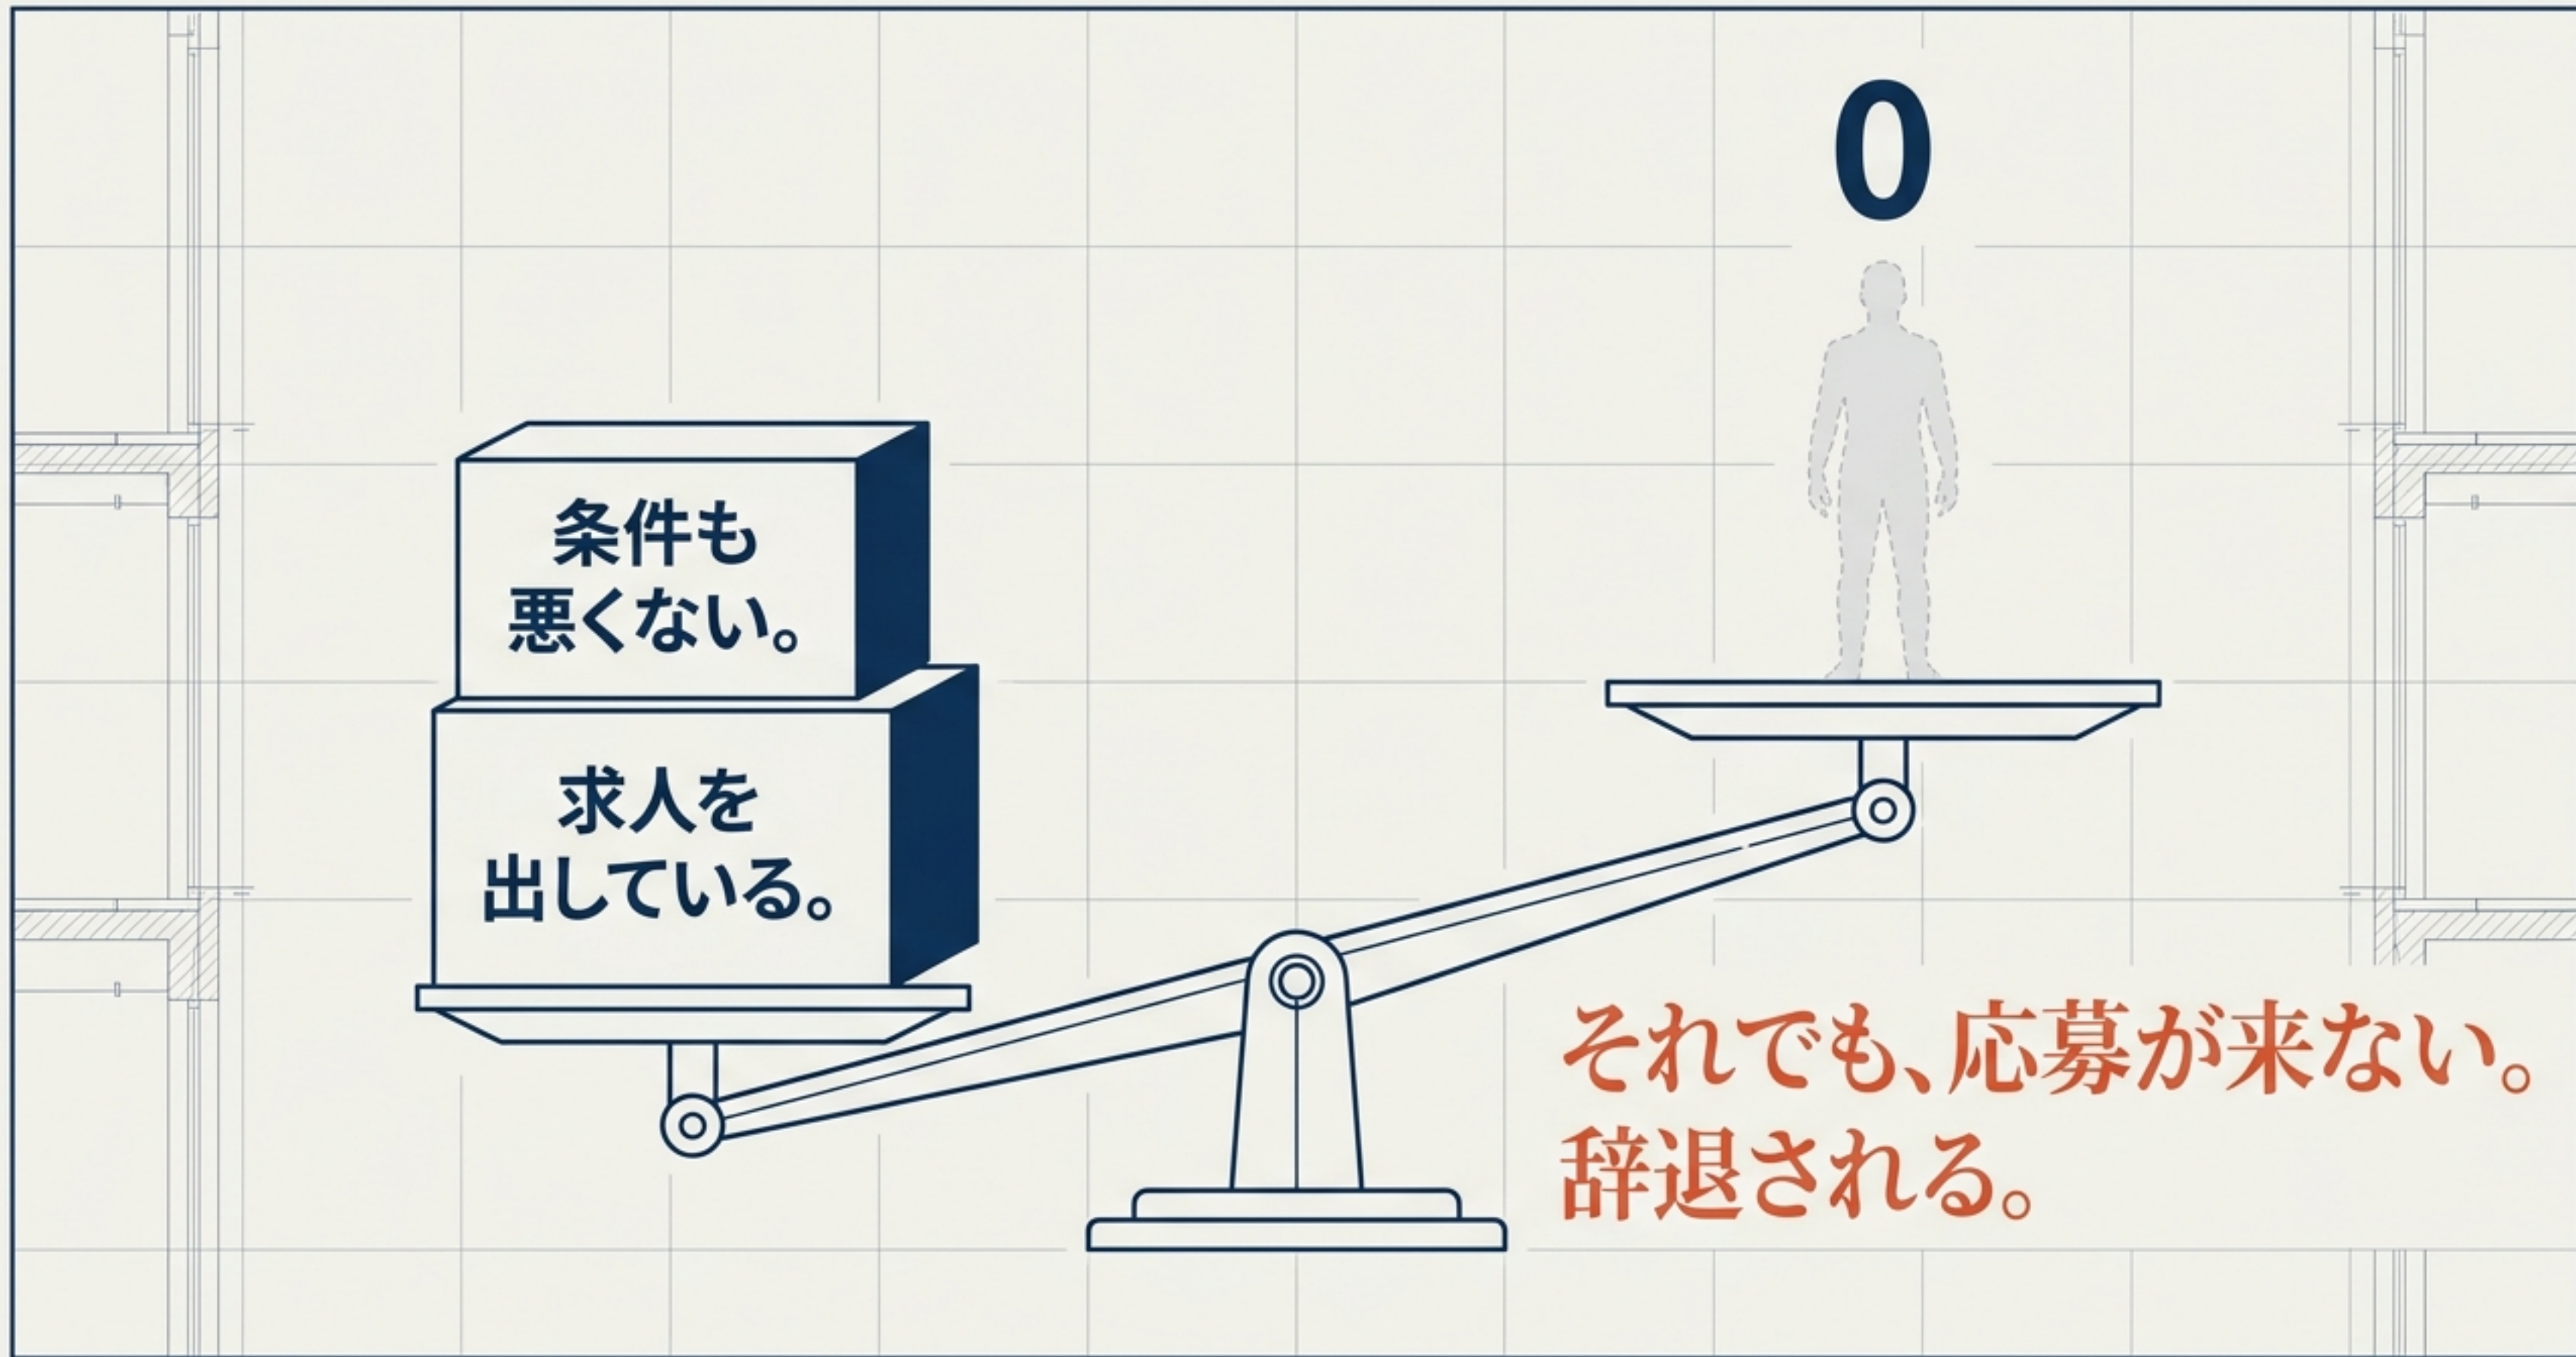 0
条件も
悪くない。
求人を
出している。
それでも、応募が来ない。
辞退される。